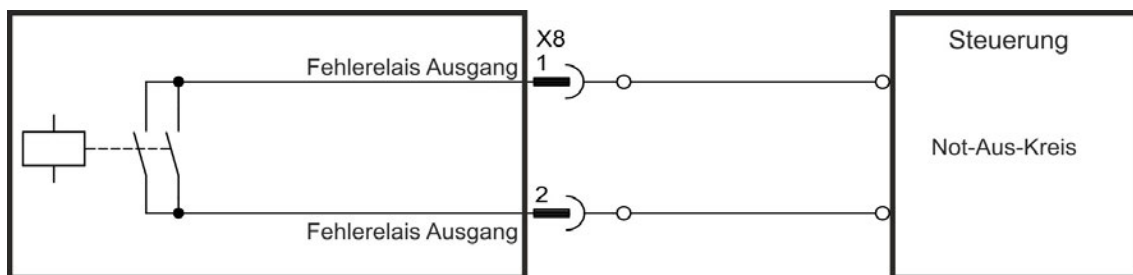 X8
Fehlerelais Ausgang 1
Steuerung
Not-Aus-Kreis
2
Fehlerelais Ausgang